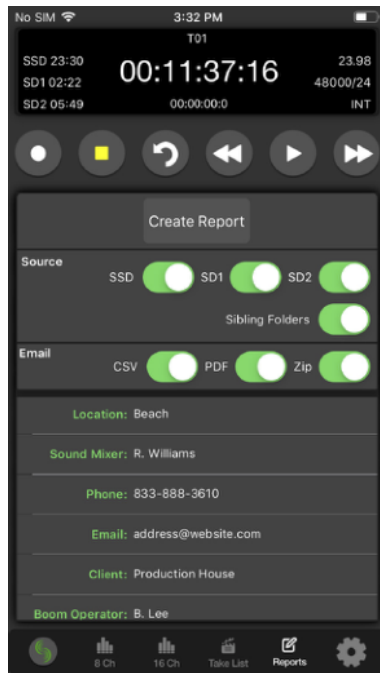 No SIM 3:32 PM
T01
SSD 23:30 23.98
SD1 02:22 00:11:37:16 48000/24
SD2 05:49 00:00:00:0 INT
Create Report
Source
SSD SD1 SD2
Sibling Folders
Email
CSV PDF Zip
Location: Beach
Sound Mixer: R. Williams
Phone: 833-888-3610
Email: address@website.com
Client: Production House
Boom Operator: B. Lee
8 Ch 16 Ch Take List Reports